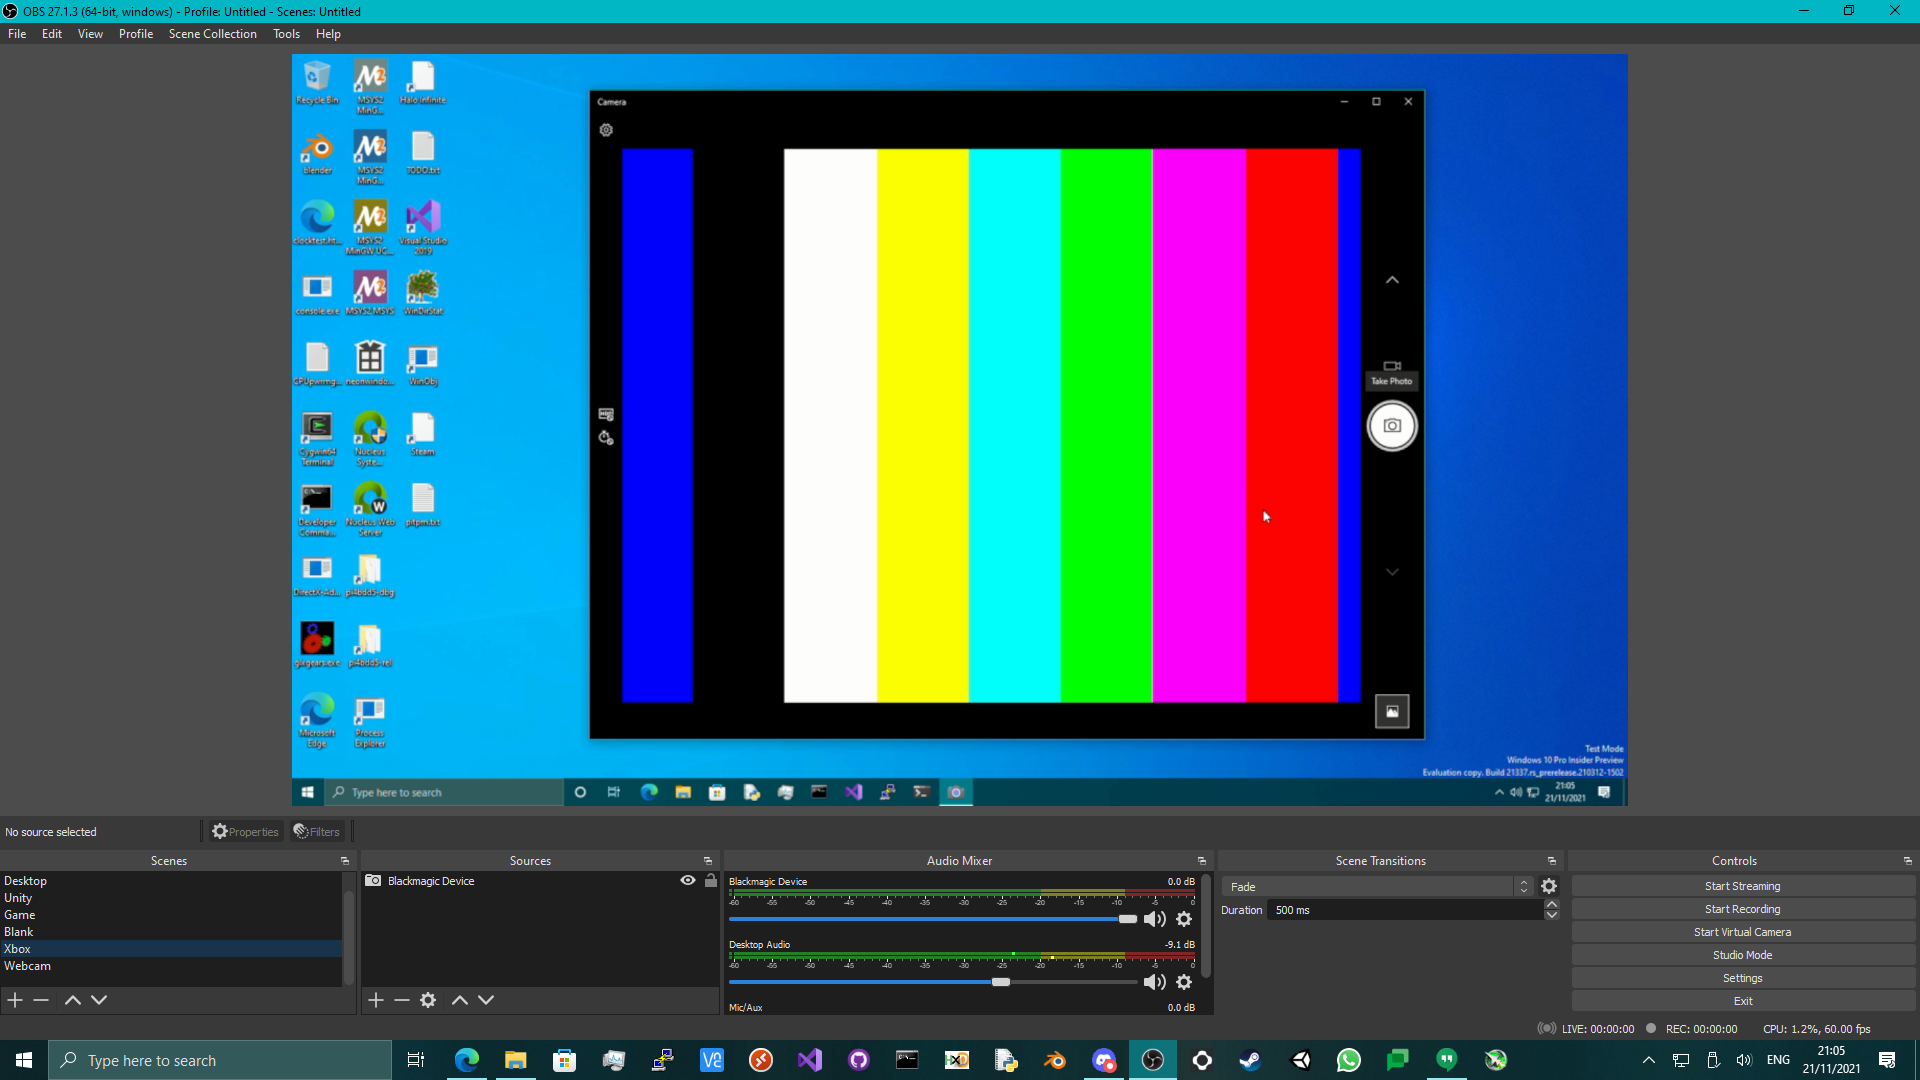 OBS 27.1.3 (64-bit, windows) - Profile: Untitled - Scenes: Untitled
File Edit View Profile Scene Collection Tools Help
Recycle Bin
MSYS2 MinG...
Halo Infinite
Camera
blender
MSYS2 MinG...
TODO.txt
clocktest.ht...
MSYS2 MinGW UC...
Visual Studio 2019
console.exe
MSYS2 MSYS
WinDirStat
CPUpwrmg...
neonwindo...
WinObj
Take Photo
Cygwin64 Terminal
Nucleus Syste...
Steam
Developer Comma...
Nucleus Web Server
pitpm.txt
DirectX-Ad...
pi4bdd5-dbg
glxgears.exe
pi4bdd5-rel
Microsoft Edge
Process Explorer
Test Mode
Windows 10 Pro Insider Preview
Evaluation copy. Build 21337.rs_prerelease.210312-1502
Type here to search
21:05
21/11/2021
No source selected
Properties
Filters
Scenes
Sources
Audio Mixer
Scene Transitions
Controls
Desktop
Unity
Game
Blank
Xbox
Webcam
Blackmagic Device
Blackmagic Device 0.0 dB
-60 -55 -50 -45 -40 -35 -30 -25 -20 -15 -10 -5 0
Desktop Audio -9.1 dB
-60 -55 -50 -45 -40 -35 -30 -25 -20 -15 -10 -5 0
Mic/Aux 0.0 dB
Fade
Duration 500 ms
Start Streaming
Start Recording
Start Virtual Camera
Studio Mode
Settings
Exit
LIVE: 00:00:00 REC: 00:00:00 CPU: 1.2%, 60.00 fps
Type here to search
ENG
21:05
21/11/2021